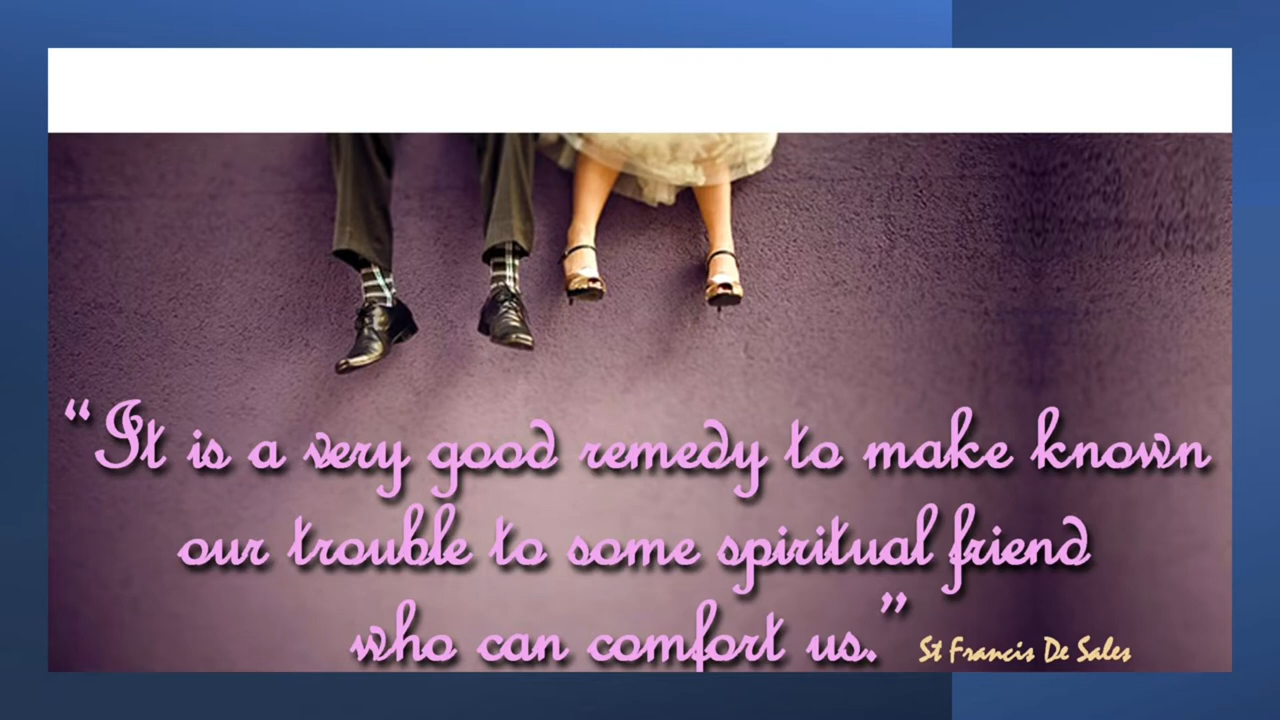 “It is a very good remedy to make known
our trouble to some spiritual friend
who can comfort us.” St Francis De Sales